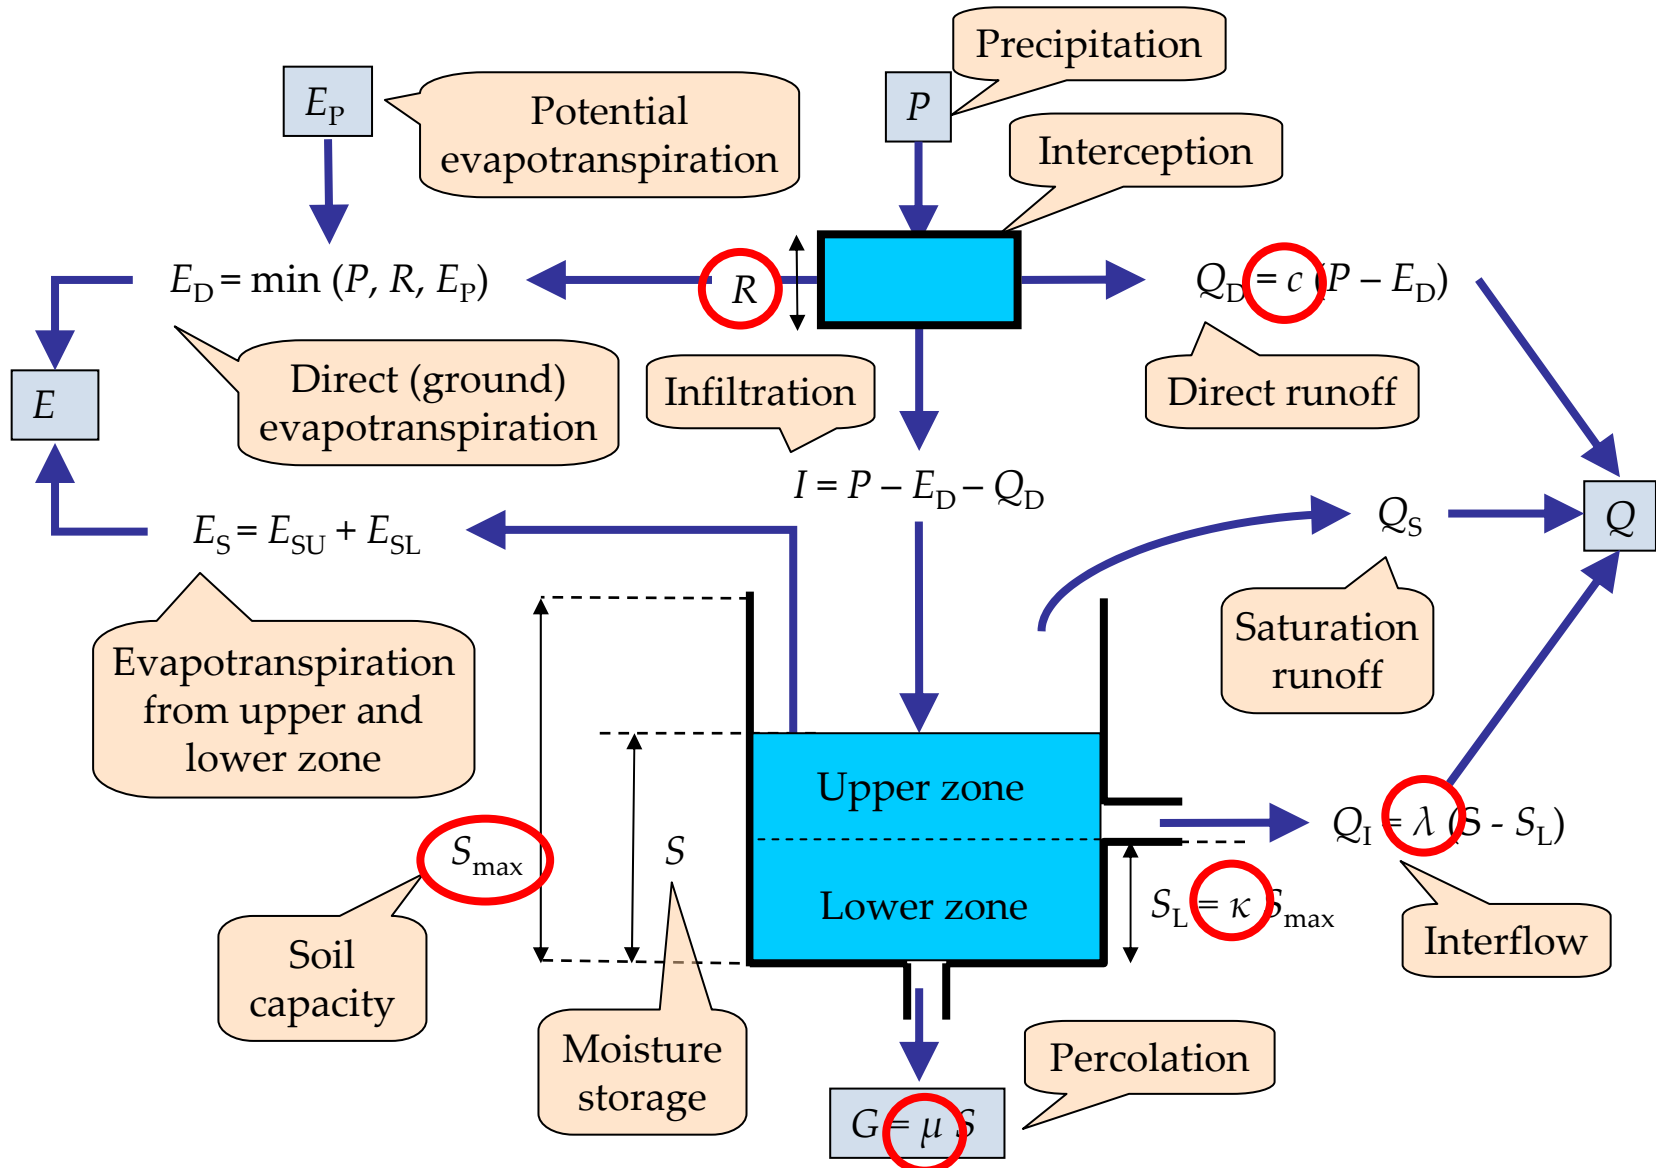 Precipitation
E_P
Potential
evapotranspiration
P
Interception
E_D = min (P, R, E_P)
R
Q_D = c (P – E_D)
Direct (ground)
evapotranspiration
Infiltration
Direct runoff
E
I = P – E_D – Q_D
E_S = E_SU + E_SL
Q_S
Q
Saturation
runoff
Evapotranspiration
from upper and
lower zone
Upper zone
S_max
S
Q_I = λ (S - S_L)
Lower zone
S_L = κ S_max
Soil
capacity
Interflow
Moisture
storage
Percolation
G = μ S